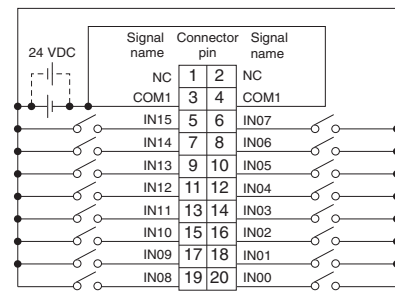 Signal name Connector pin Signal name
24 VDC
NC 1 2 NC
COM1 3 4 COM1
IN15 5 6 IN07
IN14 7 8 IN06
IN13 9 10 IN05
IN12 11 12 IN04
IN11 13 14 IN03
IN10 15 16 IN02
IN09 17 18 IN01
IN08 19 20 IN00